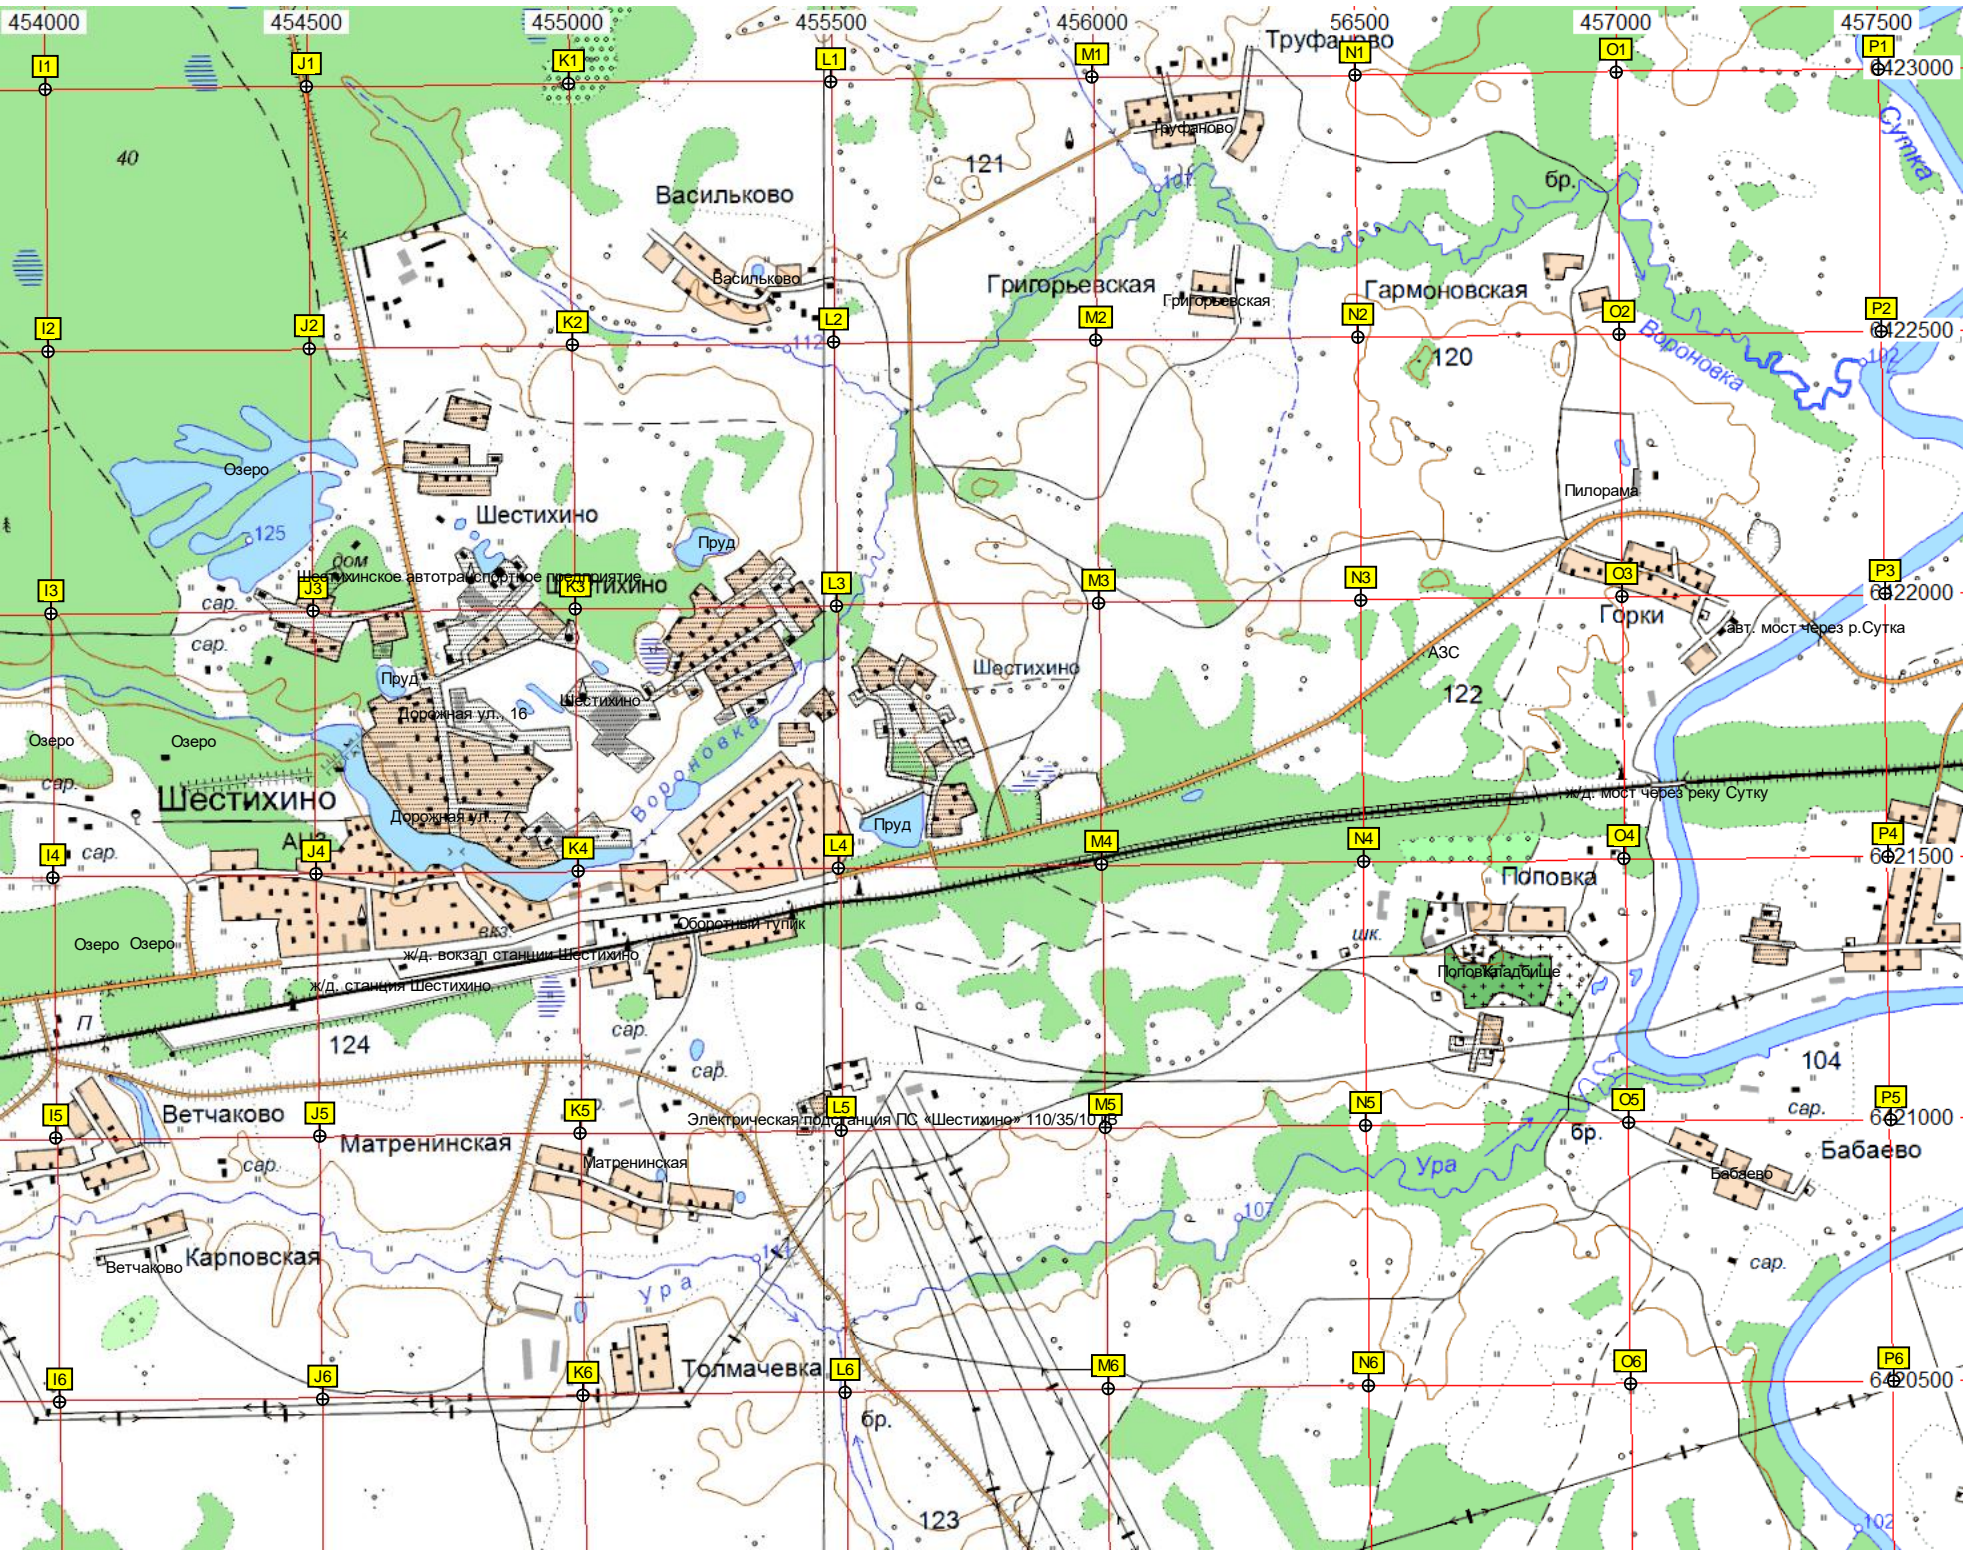 454000 454500 455000 455500 456000 56500 457000 457500
Труфаново
I1 J1 K1 L1 M1 N1 O1 P1
6423000
Сутка
40
Труфаново
121
107
бр.
Васильково
Васильково
Григорьевская
Григорьевская
Гармоновская
I2 J2 K2 L2 M2 N2 O2 P2
6422500
112
120
Вороновка
102
Озеро
125
Шестихино
Пруд
Пилорама
дом
Шестихинское автотранспортное предприятие
Шестихино
I3 J3 K3 L3 M3 N3 O3 P3
6422000
сар.
сар.
Горки
авт. мост через р.Сутка
АЗС
Шестихино
Пруд
122
Шестихино
Дорожная ул., 16
Озеро
Озеро
Вороновка
сар.
Шестихино
ж/д. мост через реку Сутку
Дорожная ул., 7
Пруд
I4 J4 K4 L4 M4 N4 O4 P4
6421500
сар.
Поповка
Оборотный тупик
вкз.
шк.
Озеро Озеро
ж/д. вокзал станции Шестихино
Поповка
Кладбище
ж/д. станция Шестихино
П
сар.
124
104
сар.
сар.
I5 J5 K5 L5 M5 N5 O5 P5
6421000
Ветчаково
Матренинская
Электрическая подстанция ПС «Шестихино» 110/35/10 кВ
бр.
Бабаево
Ура
сар.
Матренинская
Бабаево
107
Карповская
Ветчаково
Ура
сар.
I6 J6 K6 L6 M6 N6 O6 P6
6420500
Толмачевка
бр.
123
102